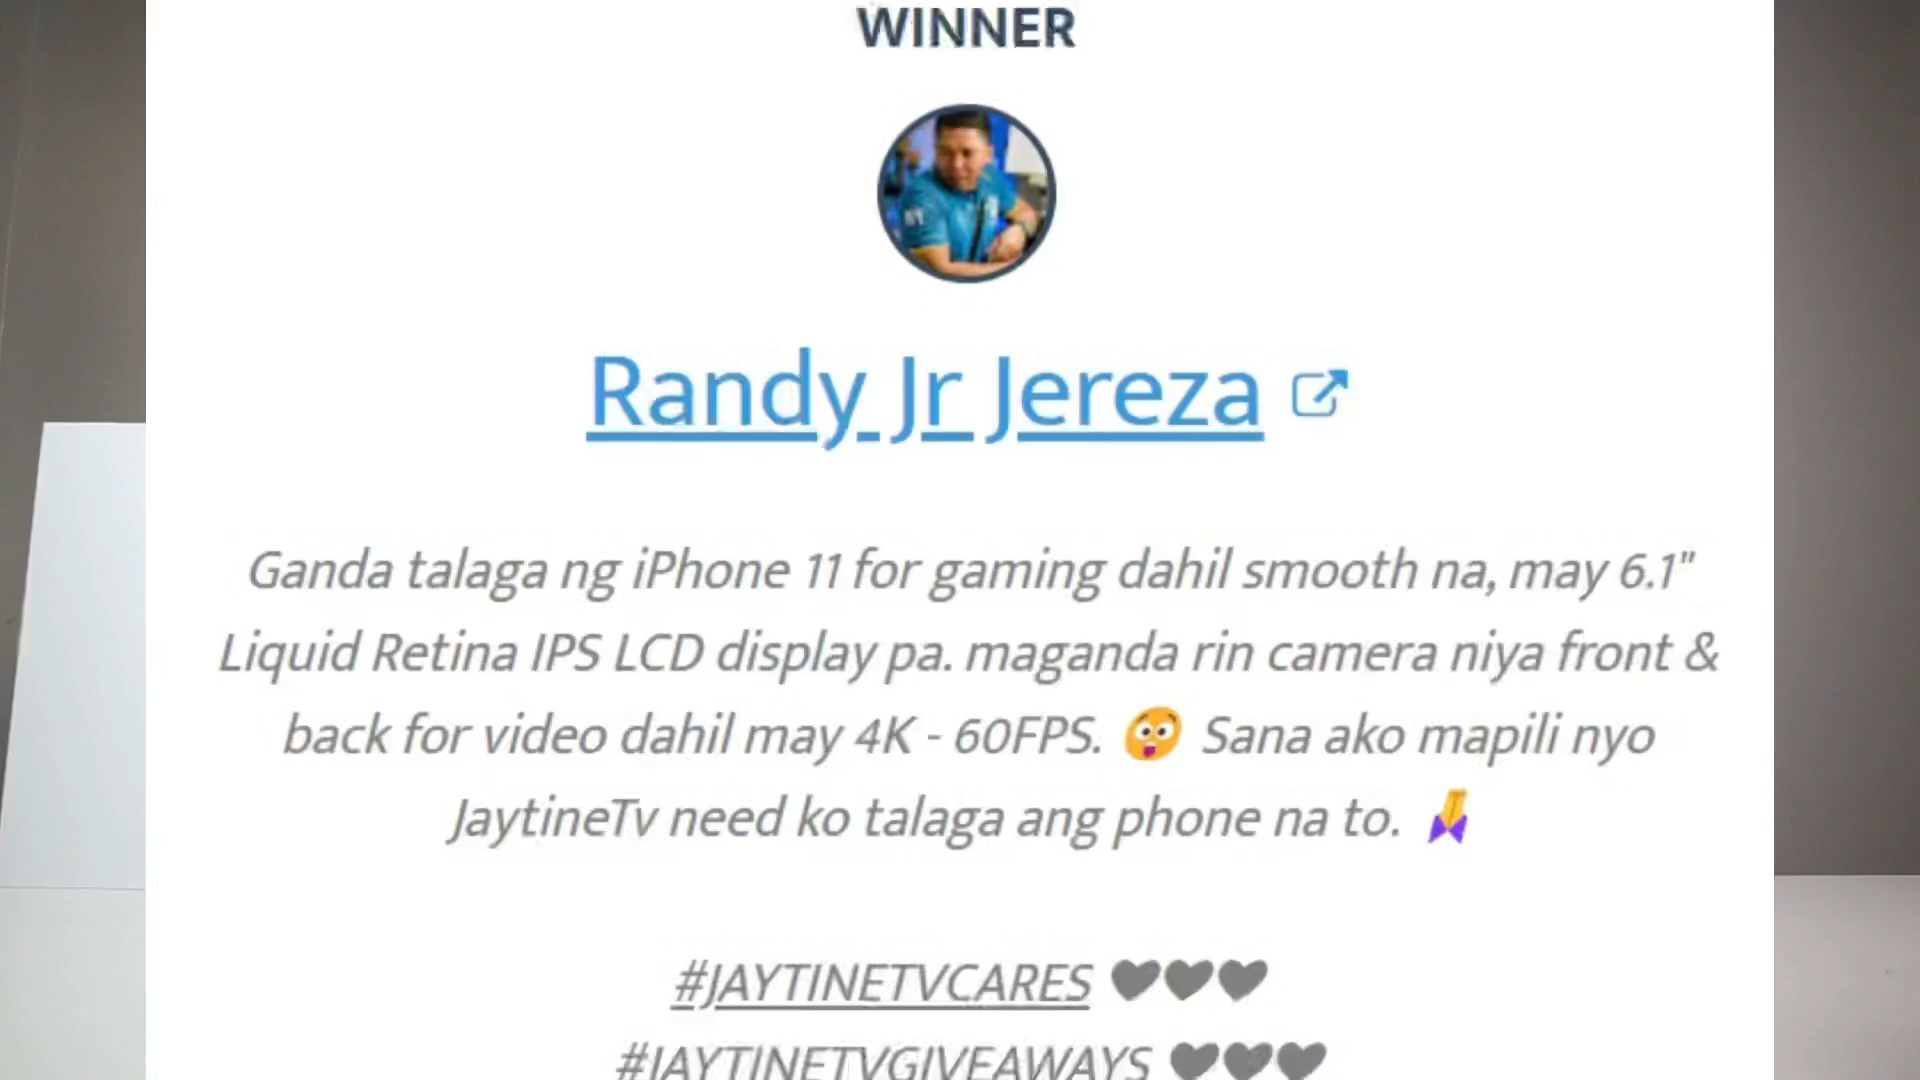 WINNER
Randy Jr Jereza
Ganda talaga ng iPhone 11 for gaming dahil smooth na, may 6.1"
Liquid Retina IPS LCD display pa. maganda rin camera niya front &
back for video dahil may 4K - 60FPS. 😲 Sana ako mapili nyo
JaytineTv need ko talaga ang phone na to. 🙏
#JAYTINETVCARES ♥♥♥
#JAYTINETVGIVEAWAYS ♥♥♥